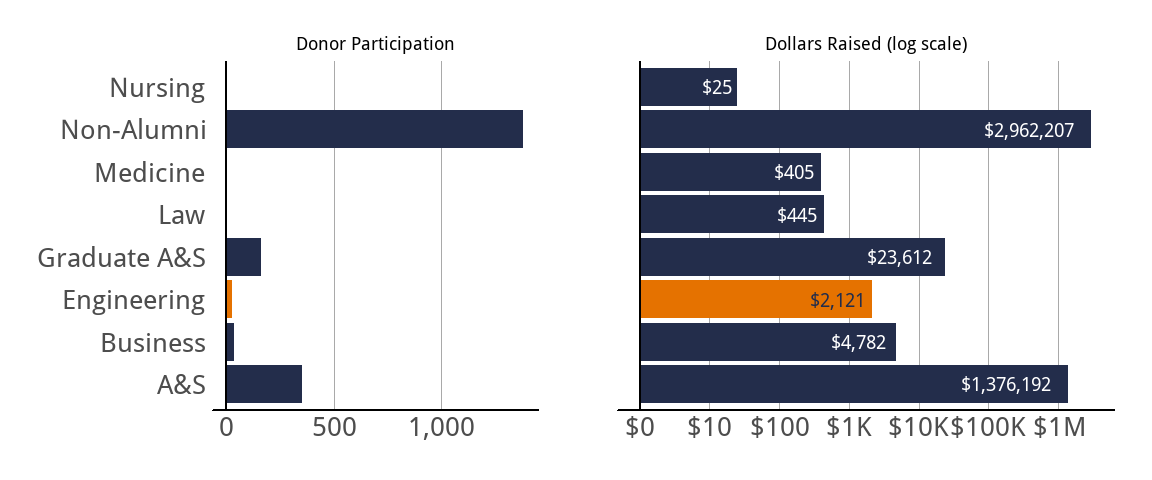 Donor Participation
Dollars Raised (log scale)
Nursing
$25
Non-Alumni
$2,962,207
Medicine
$405
Law
$445
Graduate A&S
$23,612
Engineering
$2,121
Business
$4,782
A&S
$1,376,192
0 500 1,000
$0 $10 $100 $1K $10K $100K $1M